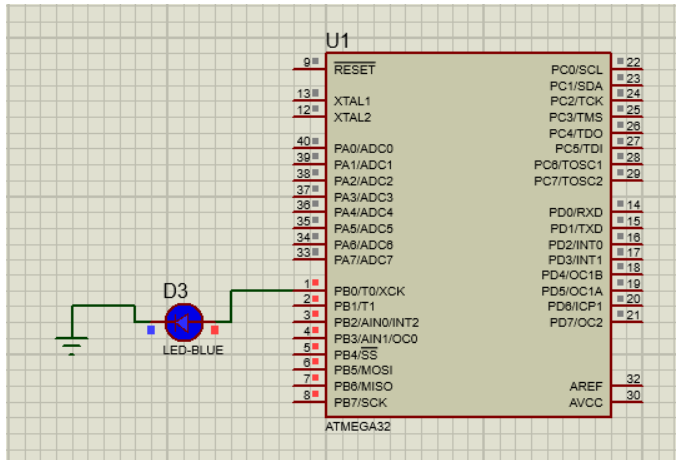 U1
9 RESET
13 XTAL1
12 XTAL2
40 PA0/ADC0
39 PA1/ADC1
38 PA2/ADC2
37 PA3/ADC3
36 PA4/ADC4
35 PA5/ADC5
34 PA6/ADC6
33 PA7/ADC7
1 PB0/T0/XCK
2 PB1/T1
3 PB2/AIN0/INT2
4 PB3/AIN1/OC0
5 PB4/SS
6 PB5/MOSI
7 PB6/MISO
8 PB7/SCK
PC0/SCL 22
PC1/SDA 23
PC2/TCK 24
PC3/TMS 25
PC4/TDO 26
PC5/TDI 27
PC6/TOSC1 28
PC7/TOSC2 29
PD0/RXD 14
PD1/TXD 15
PD2/INT0 16
PD3/INT1 17
PD4/OC1B 18
PD5/OC1A 19
PD6/ICP1 20
PD7/OC2 21
AREF 32
AVCC 30
ATMEGA32
D3
LED-BLUE